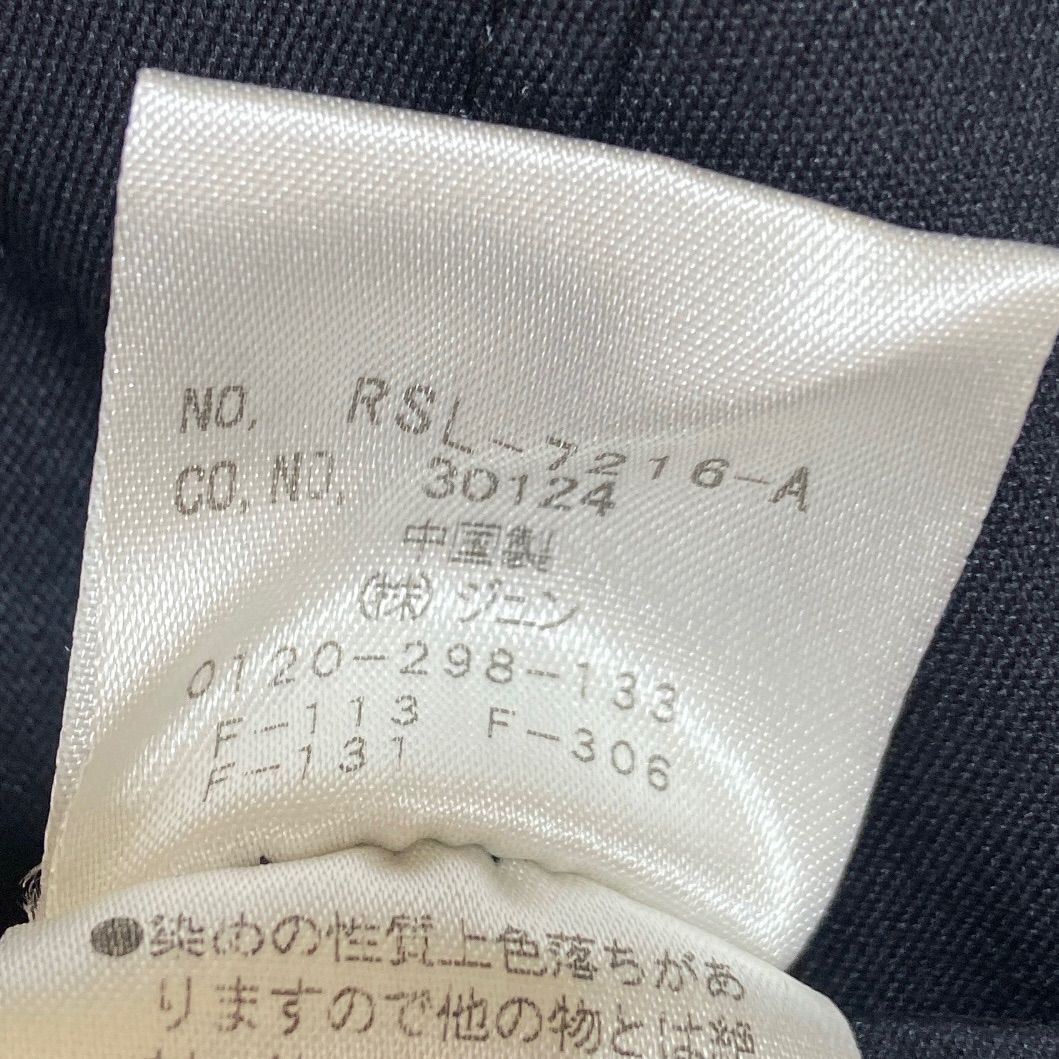 NO. RSL-7216-A
CO.NO. 30124
中国製
(株)ジュン
0120-298-133
F-113 F-306
F-131
●染めの性質上色落ちがあ
りますので他の物とは絶